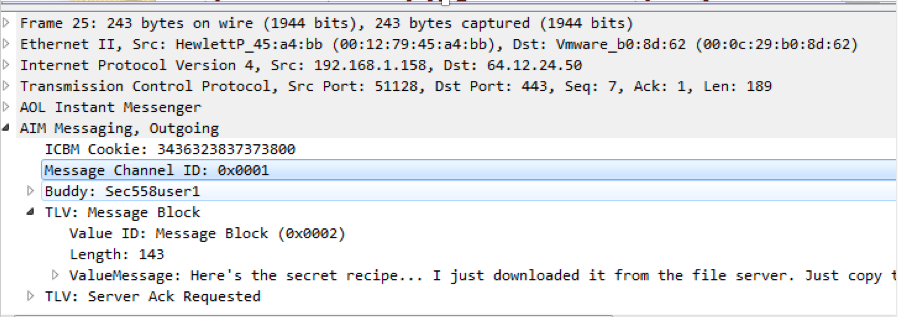 Frame 25: 243 bytes on wire (1944 bits), 243 bytes captured (1944 bits)
Ethernet II, Src: HewlettP_45:a4:bb (00:12:79:45:a4:bb), Dst: Vmware_b0:8d:62 (00:0c:29:b0:8d:62)
Internet Protocol Version 4, Src: 192.168.1.158, Dst: 64.12.24.50
Transmission Control Protocol, Src Port: 51128, Dst Port: 443, Seq: 7, Ack: 1, Len: 189
AOL Instant Messenger
AIM Messaging, Outgoing
ICBM Cookie: 3436323837373800
Message Channel ID: 0x0001
Buddy: Sec558user1
TLV: Message Block
Value ID: Message Block (0x0002)
Length: 143
ValueMessage: Here's the secret recipe... I just downloaded it from the file server. Just copy t
TLV: Server Ack Requested